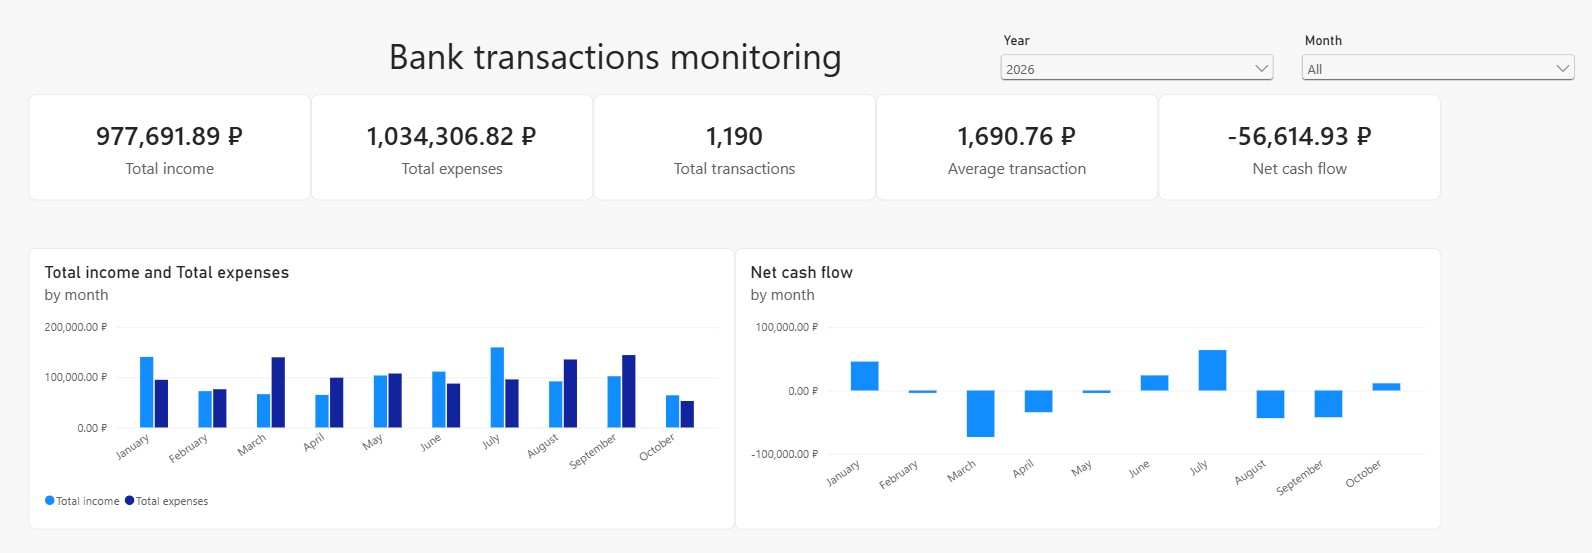 Bank transactions monitoring
Year
2026
Month
All
977,691.89 ₽
Total income
1,034,306.82 ₽
Total expenses
1,190
Total transactions
1,690.76 ₽
Average transaction
-56,614.93 ₽
Net cash flow
Total income and Total expenses
by month
200,000.00 ₽
100,000.00 ₽
0.00 ₽
January February March April May June July August September October
Total income Total expenses
Net cash flow
by month
100,000.00 ₽
0.00 ₽
-100,000.00 ₽
January February March April May June July August September October